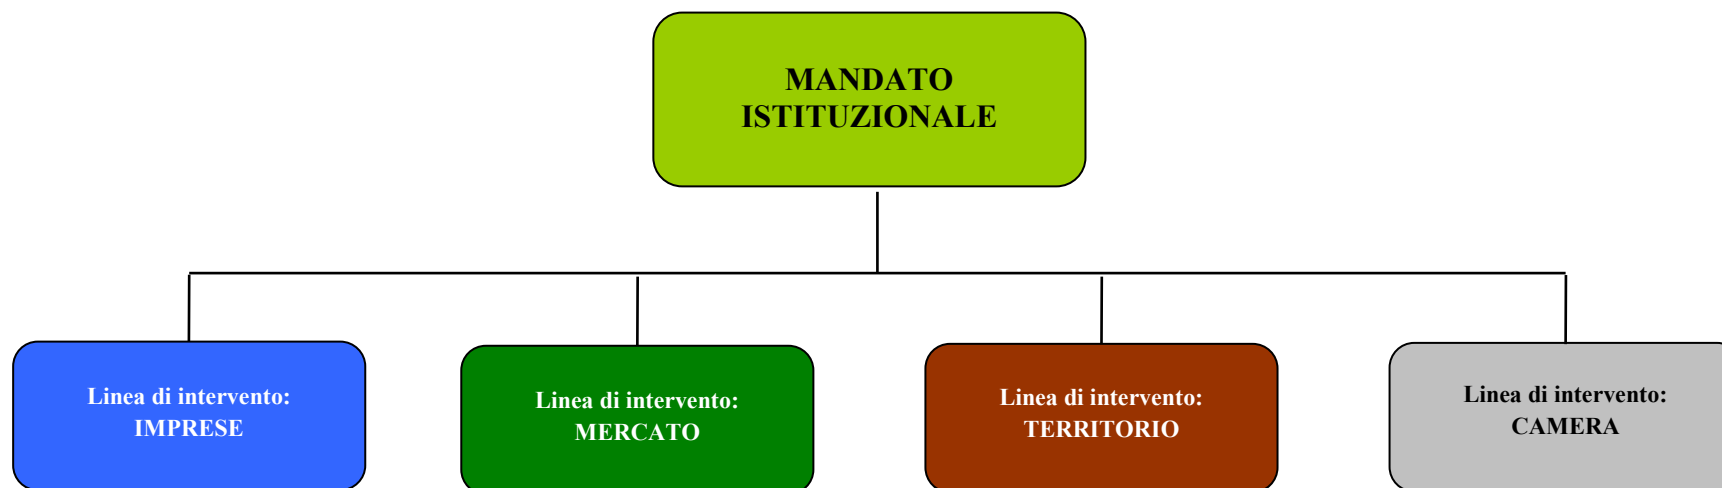 MANDATO
ISTITUZIONALE
Linea di intervento:
IMPRESE
Linea di intervento:
MERCATO
Linea di intervento:
TERRITORIO
Linea di intervento:
CAMERA